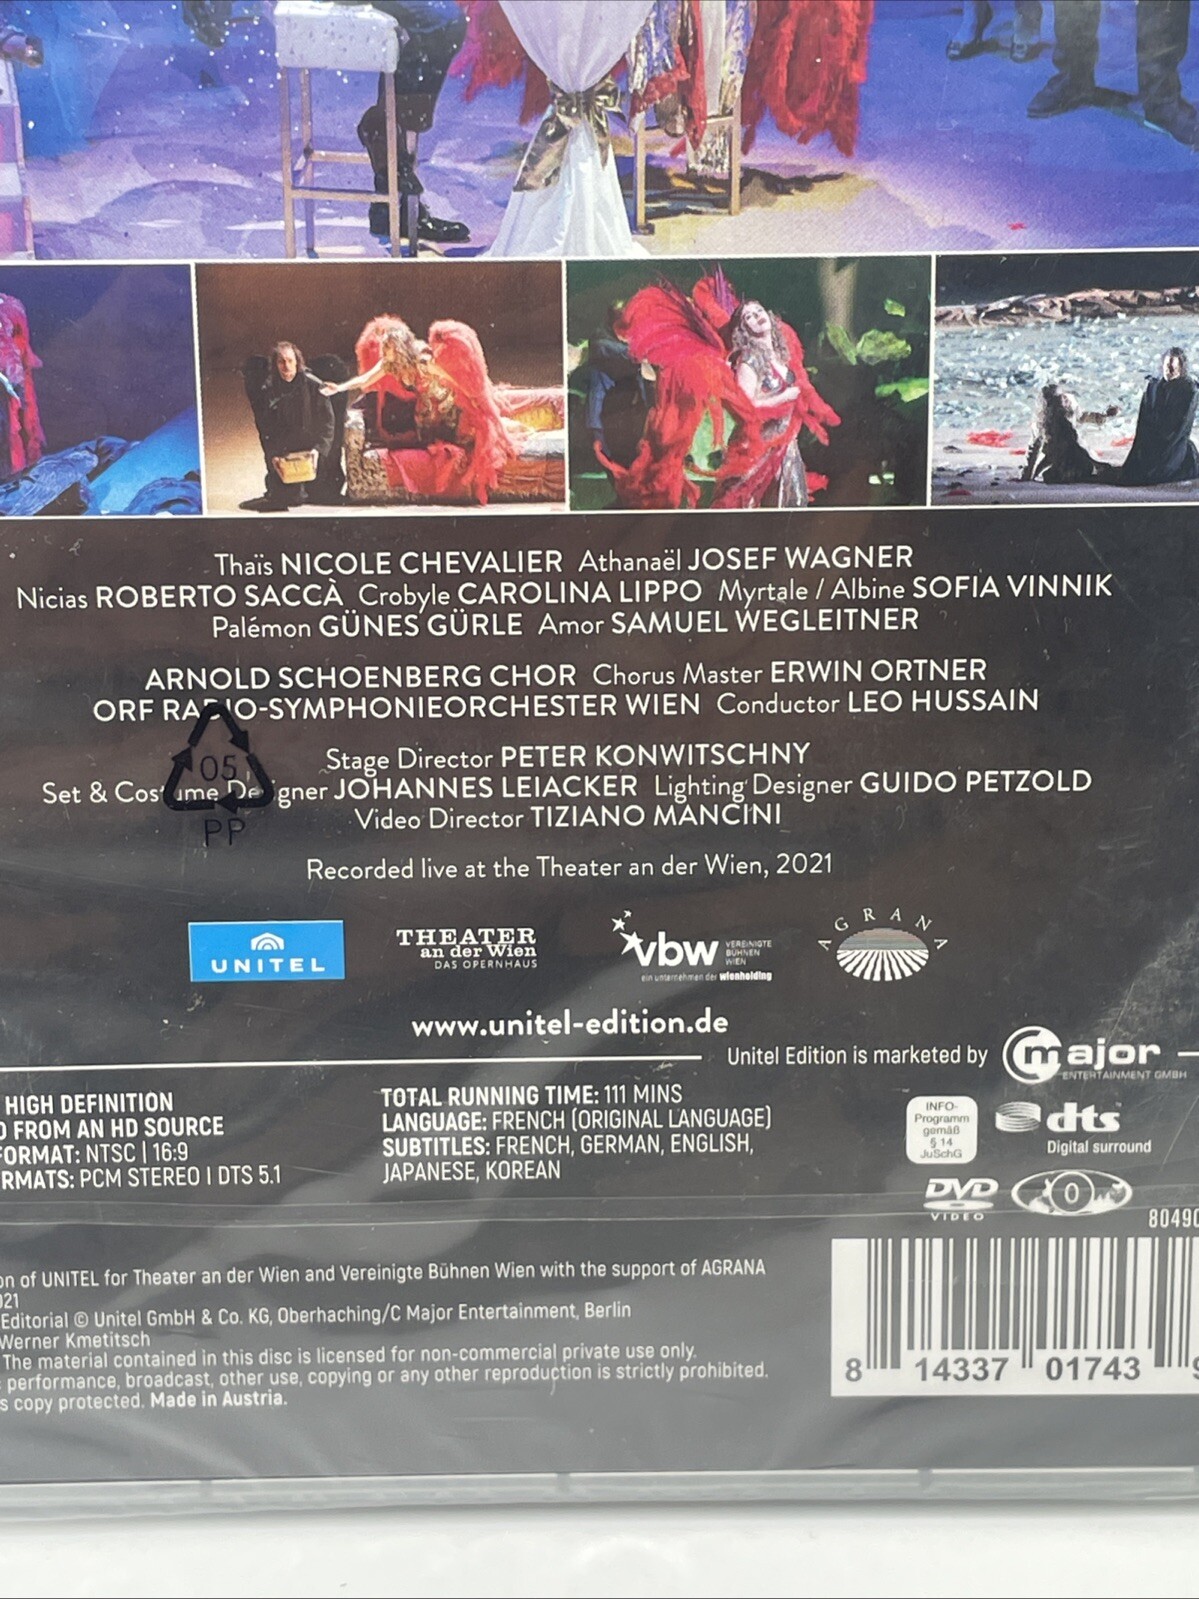 Thaïs NICOLE CHEVALIER Athanaël JOSEF WAGNER
Nicias ROBERTO SACCÀ Crobyle CAROLINA LIPPO Myrtale / Albine SOFIA VINNIK
Palémon GÜNES GÜRLE Amor SAMUEL WEGLEITNER
ARNOLD SCHOENBERG CHOR Chorus Master ERWIN ORTNER
ORF RADIO-SYMPHONIEORCHESTER WIEN Conductor LEO HUSSAIN
05
PP
Stage Director PETER KONWITSCHNY
Set & Costume Designer JOHANNES LEIACKER Lighting Designer GUIDO PETZOLD
Video Director TIZIANO MANCINI
Recorded live at the Theater an der Wien, 2021
UNITEL
THEATER
an der Wien
DAS OPERNHAUS
vbw VEREINIGTE
BÜHNEN
WIEN
ein unternehmen der wienholding
AGRANA
www.unitel-edition.de
Unitel Edition is marketed by C major
ENTERTAINMENT GMBH
HIGH DEFINITION
FROM AN HD SOURCE
ORMAT: NTSC | 16:9
RMATS: PCM STEREO I DTS 5.1
TOTAL RUNNING TIME: 111 MINS
LANGUAGE: FRENCH (ORIGINAL LANGUAGE)
SUBTITLES: FRENCH, GERMAN, ENGLISH,
JAPANESE, KOREAN
INFO-
Programm
gemäß
§ 14
JuSchG
dts
Digital surround
DVD
VIDEO
0
80490
on of UNITEL for Theater an der Wien and Vereinigte Bühnen Wien with the support of AGRANA
021
Editorial © Unitel GmbH & Co. KG, Oberhaching/C Major Entertainment, Berlin
Werner Kmetitsch
The material contained in this disc is licensed for non-commercial private use only.
performance, broadcast, other use, copying or any other reproduction is strictly prohibited.
s copy protected. Made in Austria.
8 14337 01743 9